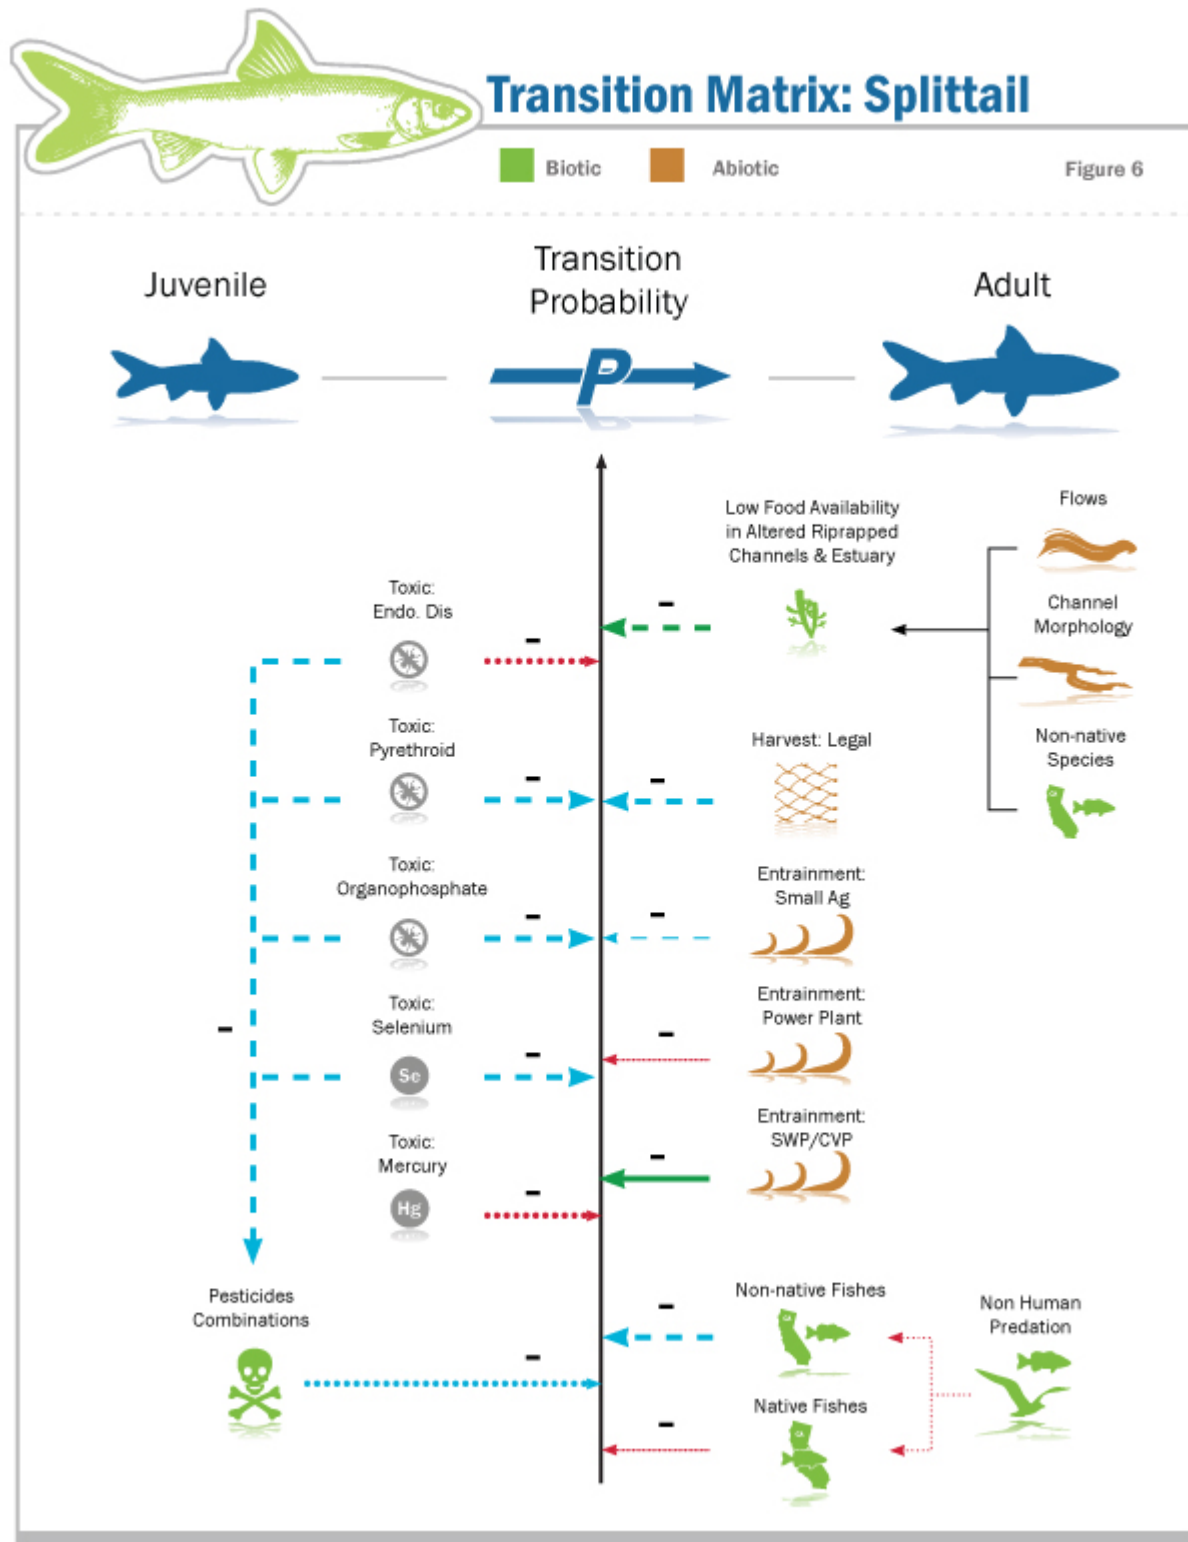 Transition Matrix: Splittail
Biotic
Abiotic
Figure 6
Juvenile
Transition
Probability
Adult
P
Low Food Availability
in Altered Riprapped
Channels & Estuary
Flows
Channel
Morphology
Non-native
Species
Toxic:
Endo. Dis
-
-
Toxic:
Pyrethroid
-
-
Harvest: Legal
Toxic:
Organophosphate
-
-
Entrainment:
Small Ag
Toxic:
Selenium
Se
-
-
-
Entrainment:
Power Plant
Toxic:
Mercury
Hg
-
-
Entrainment:
SWP/CVP
Pesticides
Combinations
-
-
Non-native Fishes
Non Human
Predation
-
Native Fishes